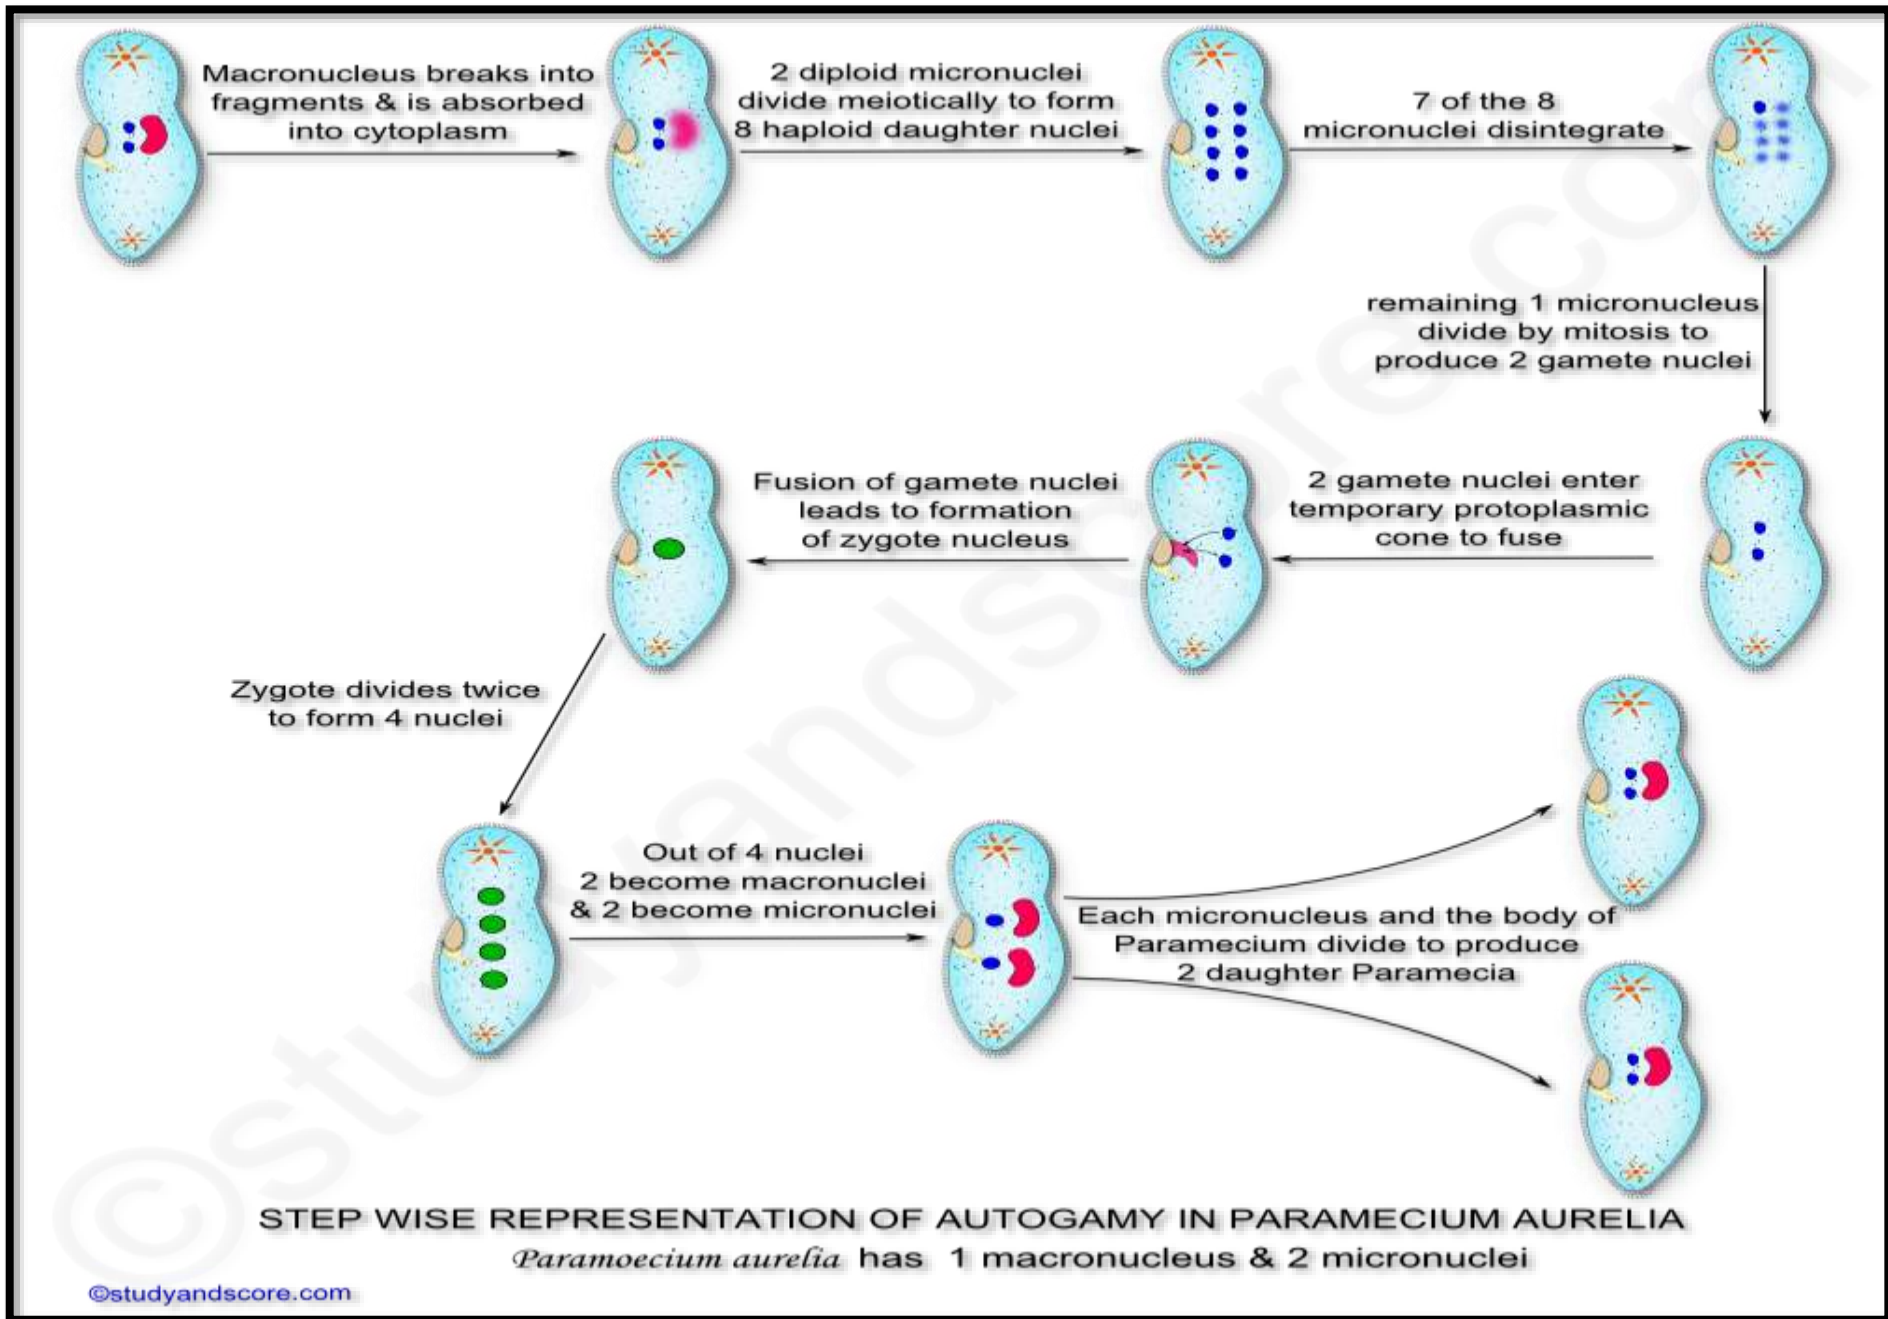 Macronucleus breaks into
fragments & is absorbed
into cytoplasm
2 diploid micronuclei
divide meiotically to form
8 haploid daughter nuclei
7 of the 8
micronuclei disintegrate
remaining 1 micronucleus
divide by mitosis to
produce 2 gamete nuclei
2 gamete nuclei enter
temporary protoplasmic
cone to fuse
Fusion of gamete nuclei
leads to formation
of zygote nucleus
Zygote divides twice
to form 4 nuclei
Out of 4 nuclei
2 become macronuclei
& 2 become micronuclei
Each micronucleus and the body of
Paramecium divide to produce
2 daughter Paramecia
STEP WISE REPRESENTATION OF AUTOGAMY IN PARAMECIUM AURELIA
Paramoecium aurelia has 1 macronucleus & 2 micronuclei
©studyandscore.com
©studyandscore.com